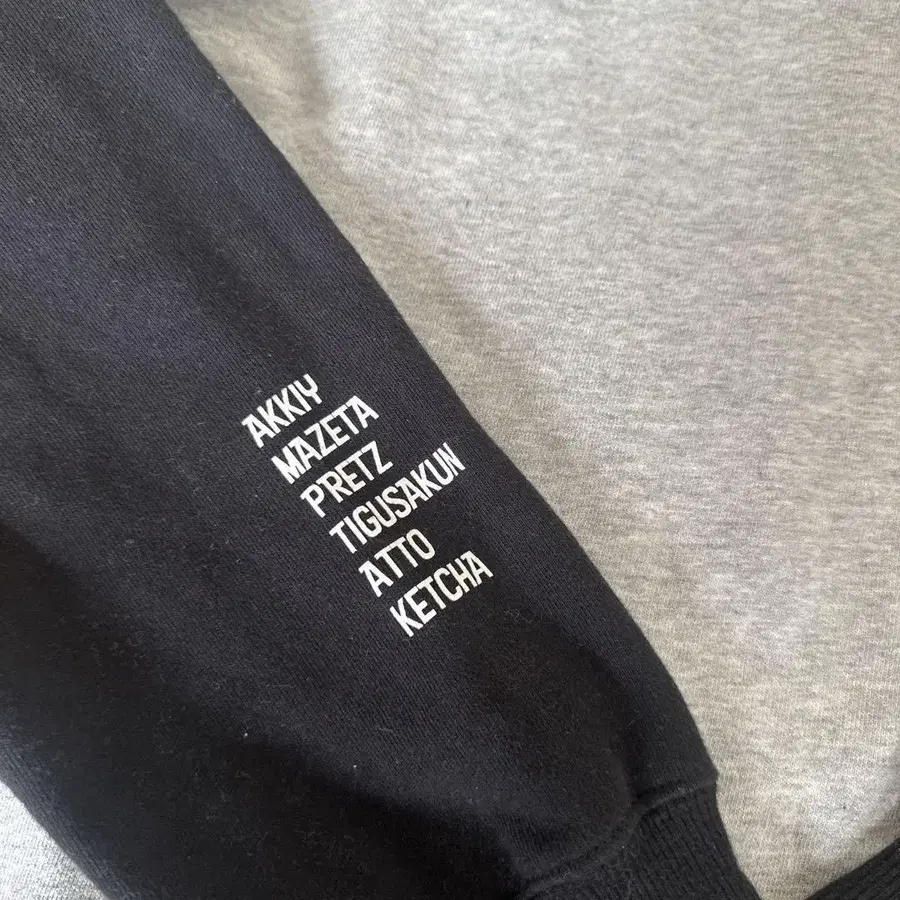 AKKIY
MAZETA
PRETZ
TIGUSAKUN
ATTO
KETCHA